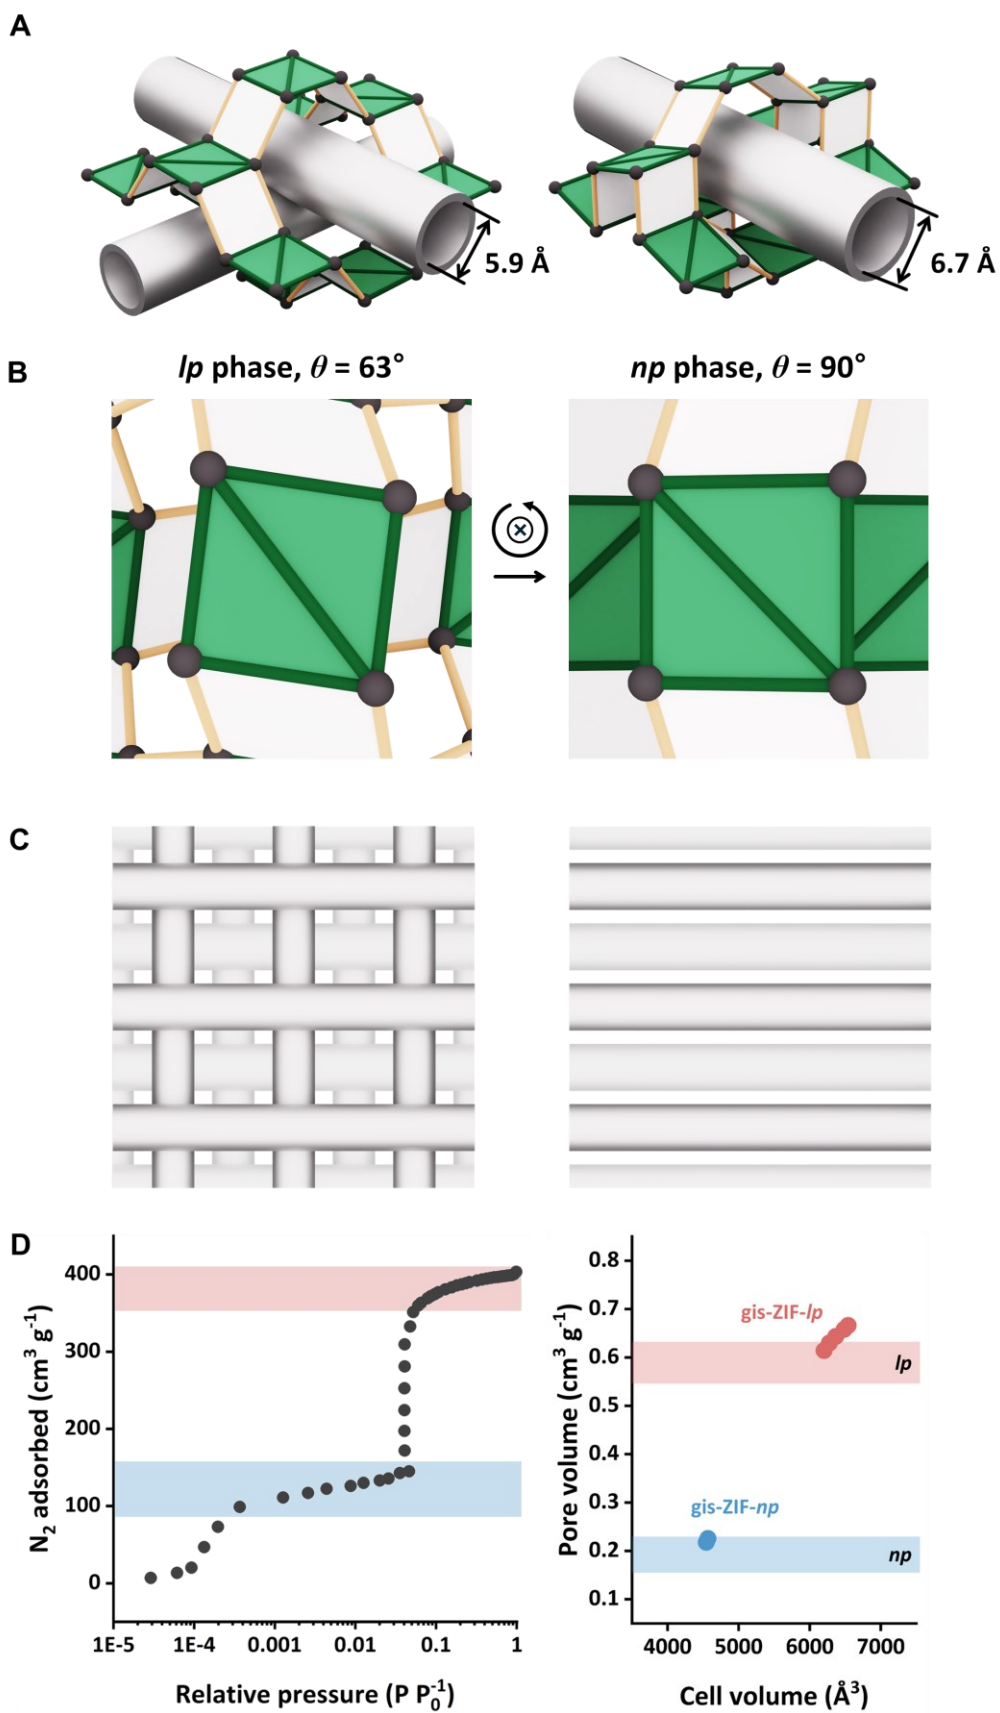 A
5.9 Å
6.7 Å
B
lp phase, θ = 63°
np phase, θ = 90°
C
D
N₂ adsorbed (cm³ g⁻¹)
400
300
200
100
0
1E-5
1E-4
0.001
0.01
0.1
1
Relative pressure (P P₀⁻¹)
Pore volume (cm³ g⁻¹)
0.8
0.7
0.6
0.5
0.4
0.3
0.2
0.1
gis-ZIF-lp
lp
gis-ZIF-np
np
4000
5000
6000
7000
Cell volume (Å³)